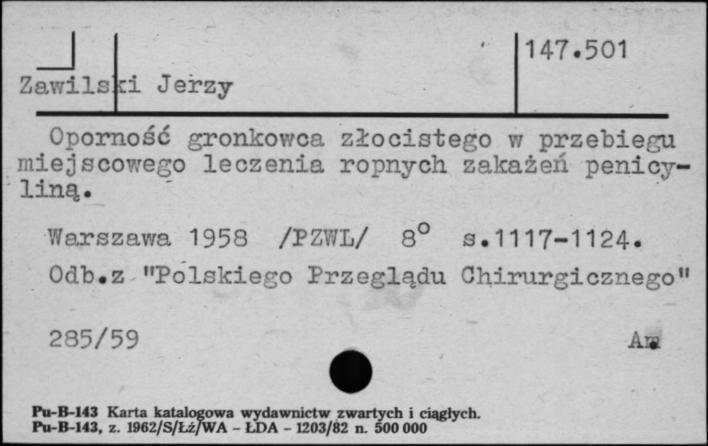 147.501
Zawilski Jerzy
Oporność gronkowca złocistego w przebiegu
miejscowego leczenia ropnych zakażeń penicy-
liną.
Warszawa 1958 /PZWL/ 8° s.1117-1124.
Odb.z "Polskiego Przeglądu Chirurgicznego"
285/59
Pu-B-143 Karta katalogowa wydawnictw zwartych i ciągłych.
Pu-B-143, z. 1962/S/Łź/WA - ŁDA - 1203/82 n. 500 000